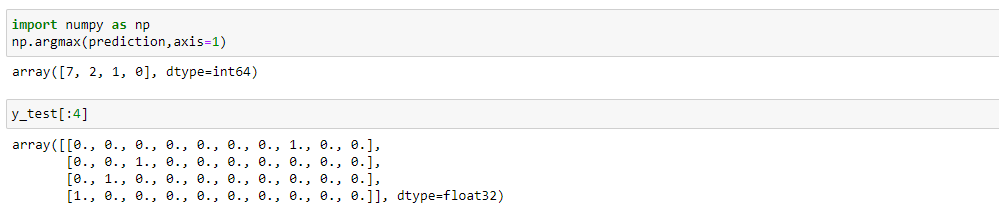 import numpy as np
np.argmax(prediction,axis=1)
array([7, 2, 1, 0], dtype=int64)
y_test[:4]
array([[0., 0., 0., 0., 0., 0., 0., 1., 0., 0.],
       [0., 0., 1., 0., 0., 0., 0., 0., 0., 0.],
       [0., 1., 0., 0., 0., 0., 0., 0., 0., 0.],
       [1., 0., 0., 0., 0., 0., 0., 0., 0., 0.]], dtype=float32)